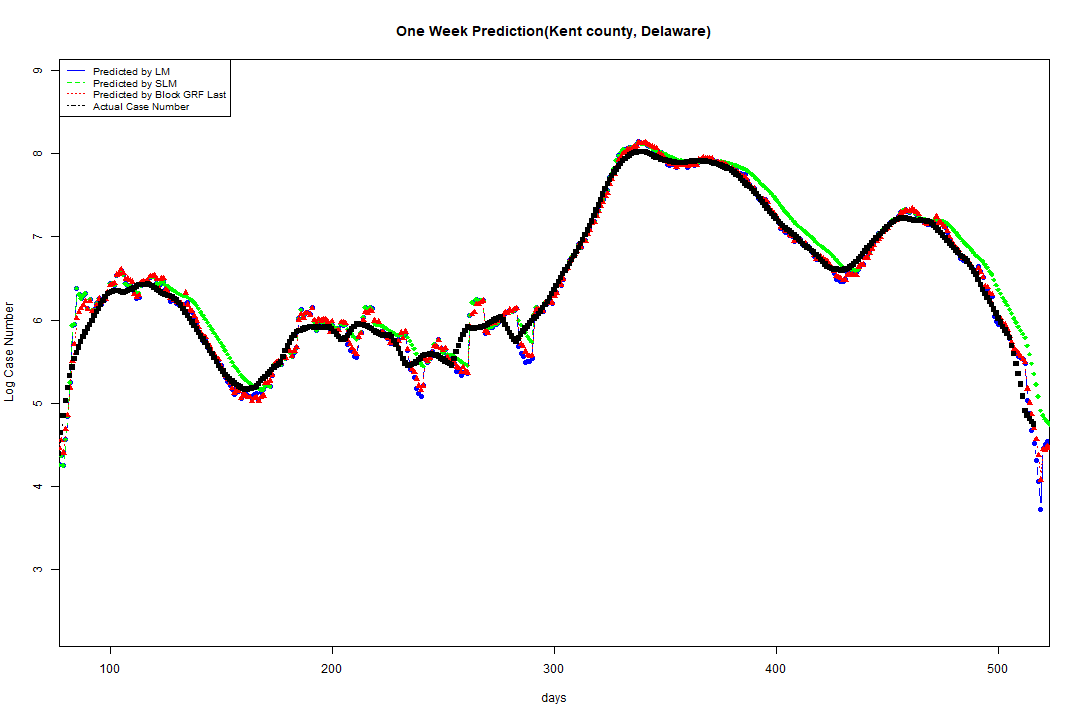 One Week Prediction(Kent county, Delaware)
Predicted by LM
Predicted by SLM
Predicted by Block GRF Last
Actual Case Number
9
8
7
6
5
4
3
Log Case Number
100 200 300 400 500
days